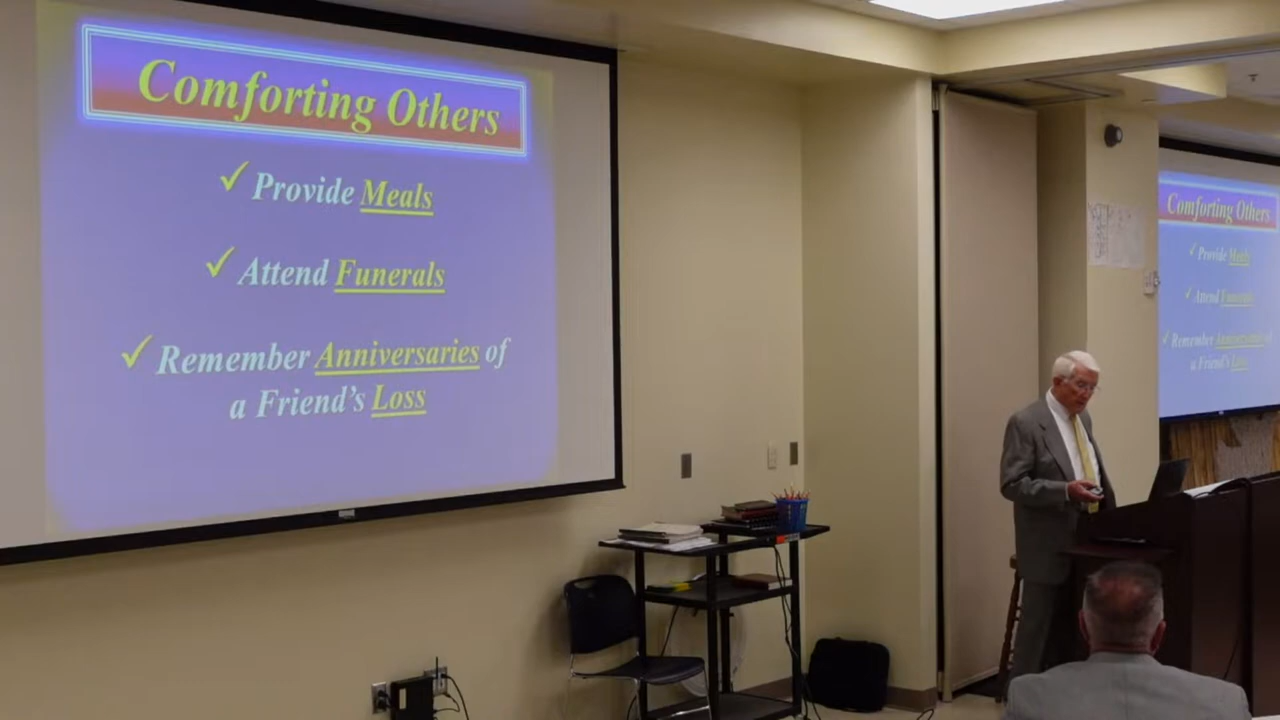 Comforting Others
✓ Provide Meals
✓ Attend Funerals
✓ Remember Anniversaries of
a Friend's Loss
Comforting Others
✓ Provide Meals
✓ Attend Funerals
✓ Remember Anniversaries of
a Friend's Loss